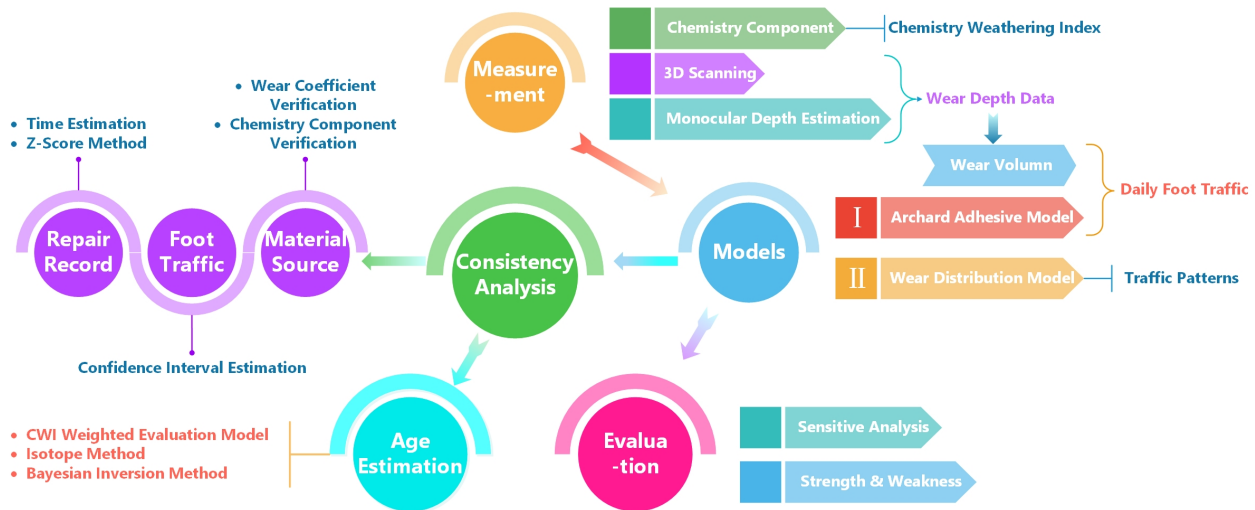 Measure
-ment
Chemistry Component
Chemistry Weathering Index
3D Scanning
Monocular Depth Estimation
Wear Depth Data
Wear Volumn
Daily Foot Traffic
I
Archard Adhesive Model
II
Wear Distribution Model
Traffic Patterns
Models
Consistency
Analysis
• Wear Coefficient
Verification
• Chemistry Component
Verification
• Time Estimation
• Z-Score Method
Repair
Record
Foot
Traffic
Material
Source
Confidence Interval Estimation
Age
Estimation
• CWI Weighted Evaluation Model
• Isotope Method
• Bayesian Inversion Method
Evalua
-tion
Sensitive Analysis
Strength & Weakness